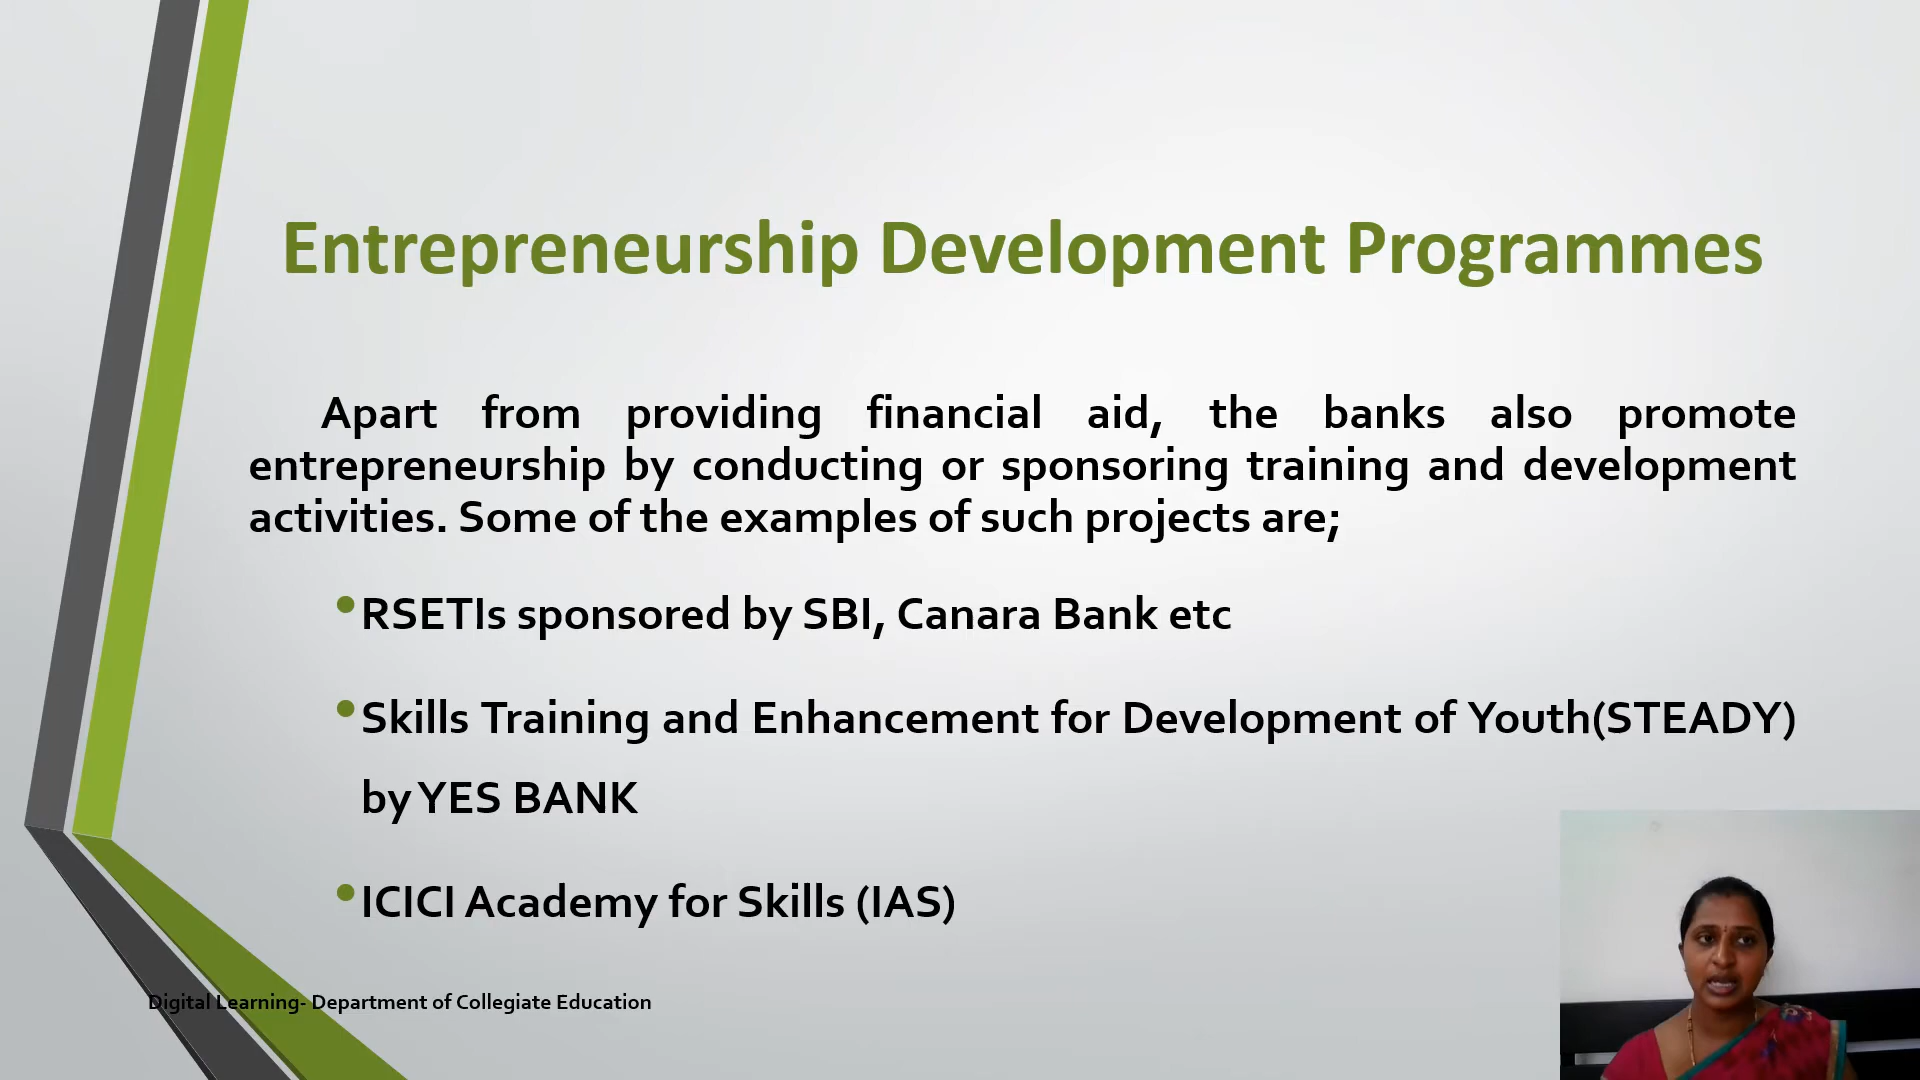 Entrepreneurship Development Programmes
Apart from providing financial aid, the banks also promote
entrepreneurship by conducting or sponsoring training and development
activities. Some of the examples of such projects are;
• RSETIs sponsored by SBI, Canara Bank etc
• Skills Training and Enhancement for Development of Youth(STEADY)
by YES BANK
• ICICI Academy for Skills (IAS)
Digital Learning- Department of Collegiate Education